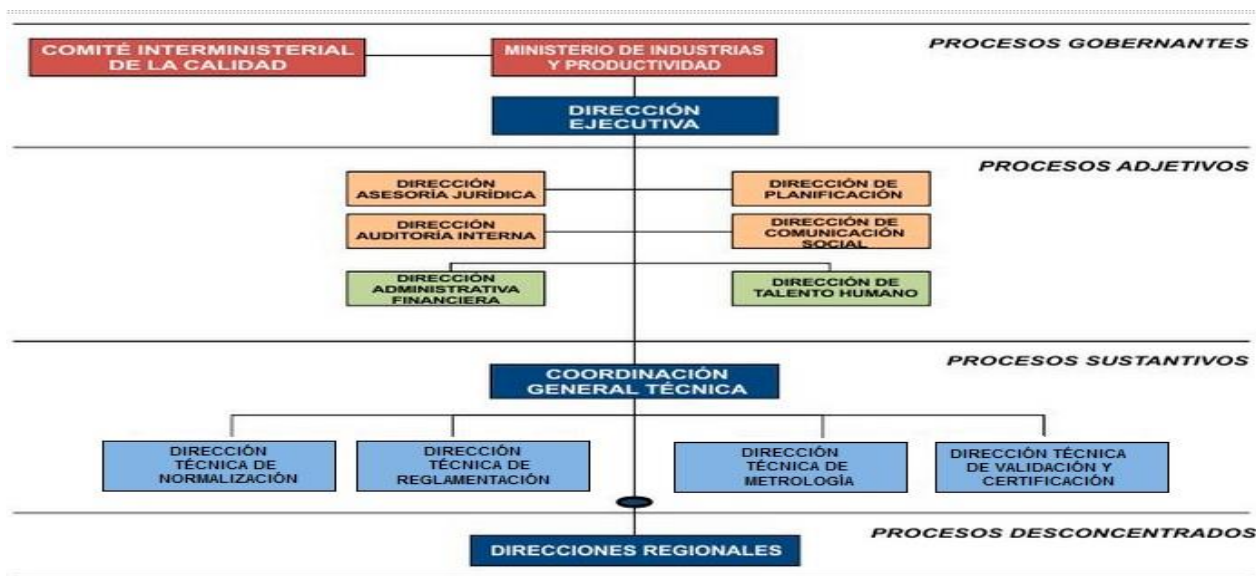 PROCESOS GOBERNANTES
COMITÉ INTERMINISTERIAL
DE LA CALIDAD
MINISTERIO DE INDUSTRIAS
Y PRODUCTIVIDAD
DIRECCIÓN
EJECUTIVA
PROCESOS ADJETIVOS
DIRECCIÓN
ASESORÍA JURÍDICA
DIRECCIÓN DE
PLANIFICACIÓN
DIRECCIÓN
AUDITORÍA INTERNA
DIRECCIÓN DE
COMUNICACIÓN
SOCIAL
DIRECCIÓN
ADMINISTRATIVA
FINANCIERA
DIRECCIÓN DE
TALENTO HUMANO
PROCESOS SUSTANTIVOS
COORDINACIÓN
GENERAL TÉCNICA
DIRECCIÓN
TÉCNICA DE
NORMALIZACIÓN
DIRECCIÓN
TÉCNICA DE
REGLAMENTACIÓN
DIRECCIÓN
TÉCNICA DE
METROLOGÍA
DIRECCIÓN TÉCNICA
DE VALIDACIÓN Y
CERTIFICACIÓN
PROCESOS DESCONCENTRADOS
DIRECCIONES REGIONALES